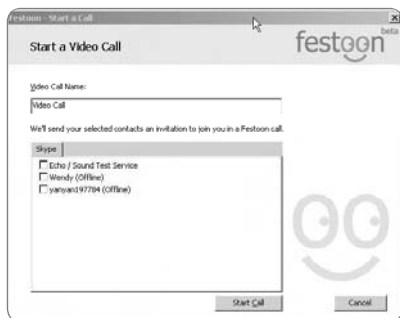 festoon - Start a Call
Start a Video Call
festoon
beta
Video Call Name:
Video Call
We'll send your selected contacts an invitation to join you in a Festoon call.
Skype
Echo / Sound Test Service
Wendy (Offline)
yanyan197784 (Offline)
Start Call
Cancel